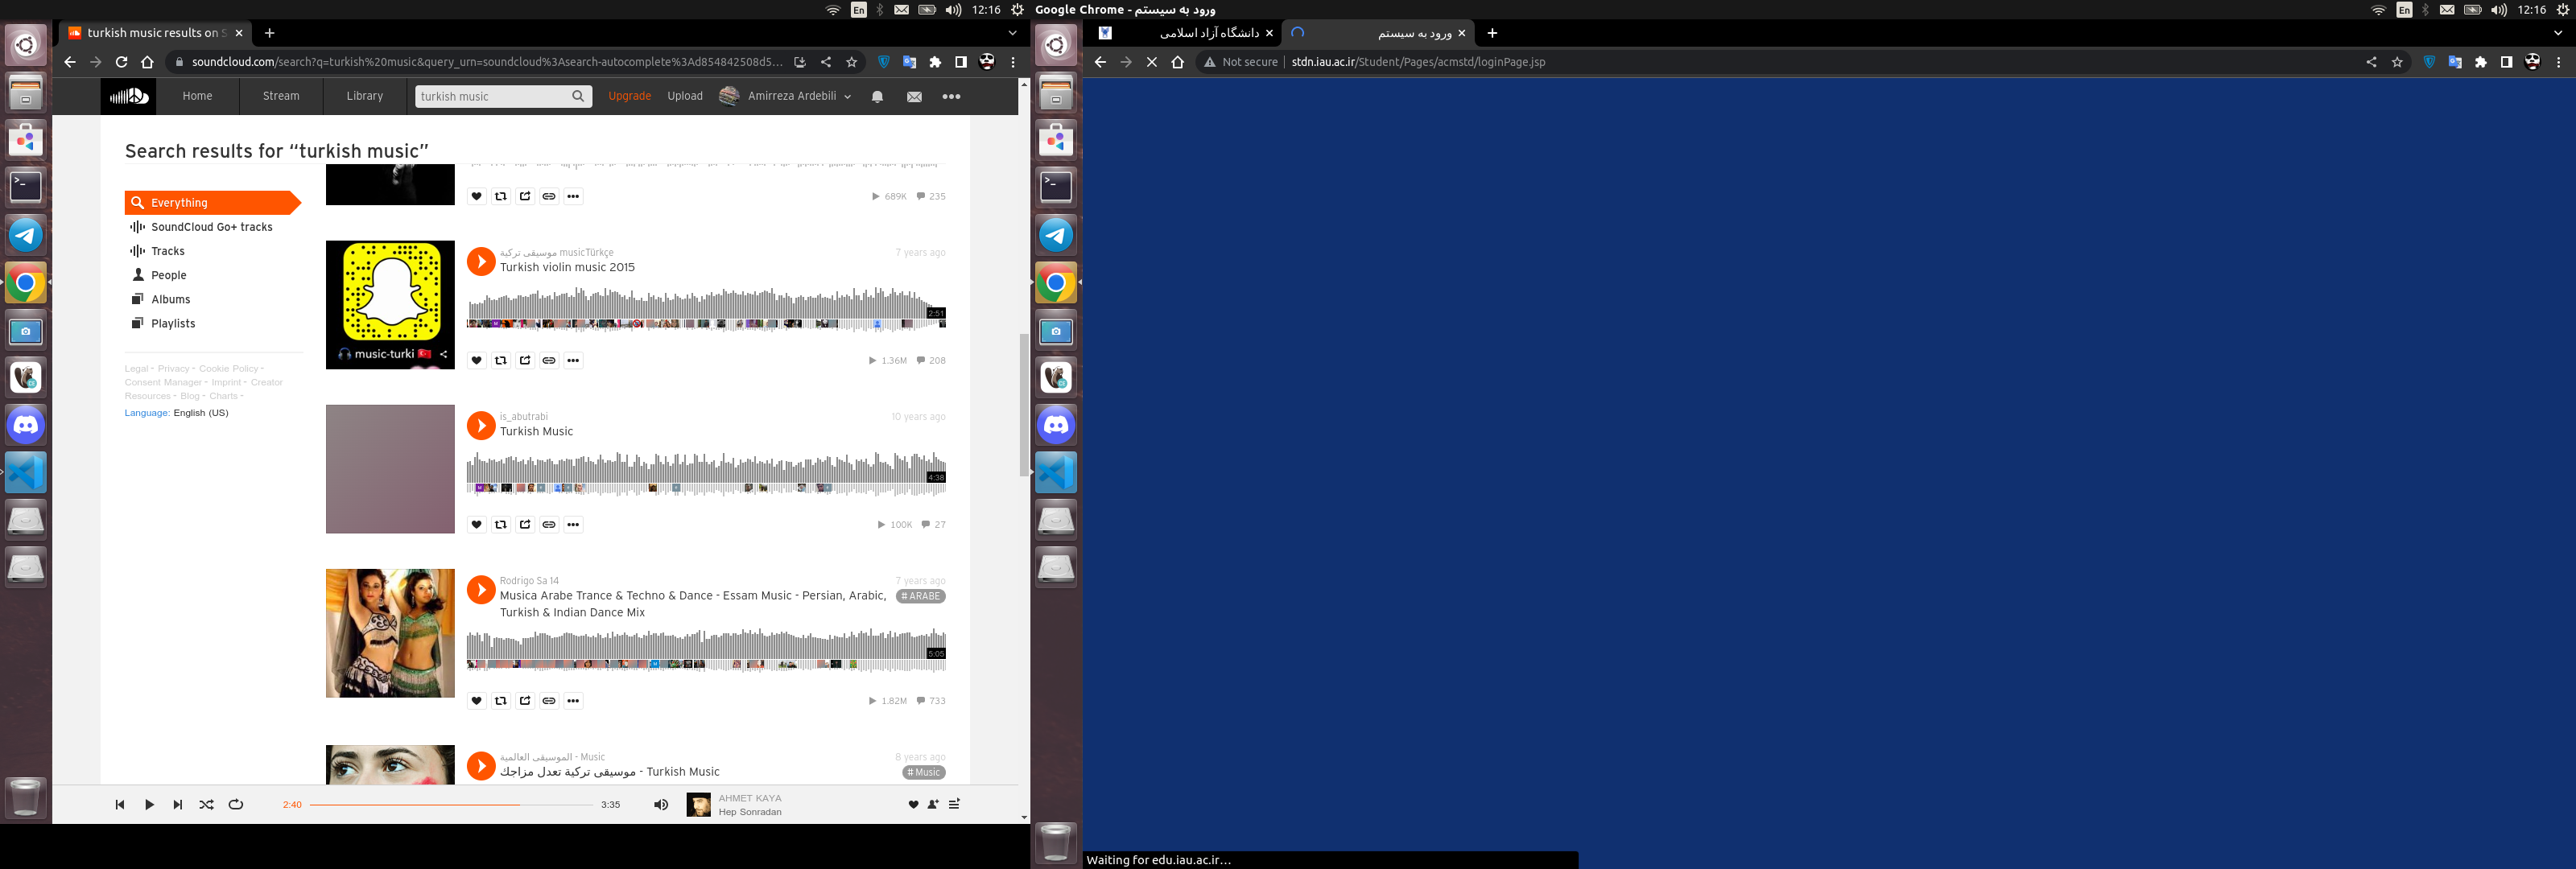 12:16
turkish music results on S
soundcloud.com/search?q=turkish%20music&query_urn=soundcloud%3Asearch-autocomplete%3Ad854842508d5...
Home
Stream
Library
turkish music
Upgrade
Upload
Amirreza Ardebili
Search results for “turkish music”
Everything
SoundCloud Go+ tracks
Tracks
People
Albums
Playlists
Legal - Privacy - Cookie Policy -
Consent Manager - Imprint - Creator
Resources - Blog - Charts -
Language: English (US)
689K
235
موسيقى تركية musicTürkçe
7 years ago
Turkish violin music 2015
2:51
music-turki
1.36M
208
is_abutrabi
10 years ago
Turkish Music
4:38
100K
27
Rodrigo Sa 14
7 years ago
Musica Arabe Trance & Techno & Dance - Essam Music - Persian, Arabic,
Turkish & Indian Dance Mix
# ARABE
5:05
1.82M
733
الموسيقى العالمية - Music
8 years ago
موسيقى تركية تعدل مزاجك - Turkish Music
# Music
2:40
3:35
AHMET KAYA
Hep Sonradan
Google Chrome - ورود به سیستم
En
12:16
دانشگاه آزاد اسلامی
ورود به سیستم
Not secure
stdn.iau.ac.ir/Student/Pages/acmstd/loginPage.jsp
Waiting for edu.iau.ac.ir...